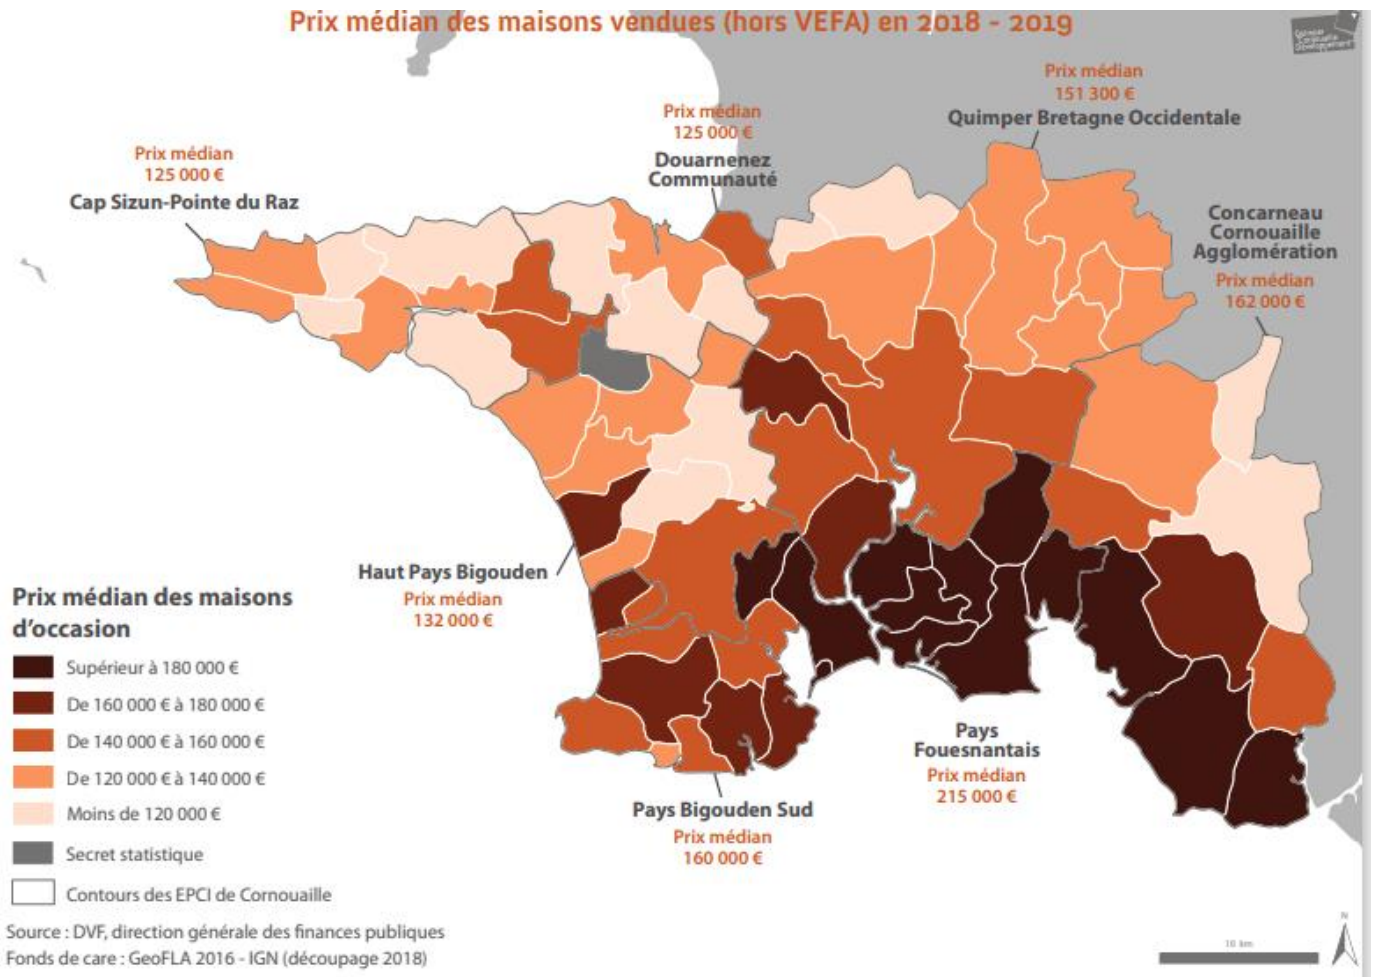 Prix médian des maisons vendues (hors VEFA) en 2018 - 2019
Prix médian
151 300 €
Quimper Bretagne Occidentale
Prix médian
125 000 €
Douarnenez
Communauté
Prix médian
125 000 €
Cap Sizun-Pointe du Raz
Concarneau
Cornouaille
Agglomération
Prix médian
162 000 €
Haut Pays Bigouden
Prix médian
132 000 €
Prix médian des maisons
d'occasion
Supérieur à 180 000 €
De 160 000 € à 180 000 €
De 140 000 € à 160 000 €
De 120 000 € à 140 000 €
Moins de 120 000 €
Secret statistique
Contours des EPCI de Cornouaille
Pays
Fouesnantais
Prix médian
215 000 €
Pays Bigouden Sud
Prix médian
160 000 €
Source : DVF, direction générale des finances publiques
Fonds de care : GeoFLA 2016 - IGN (découpage 2018)
N
10 km